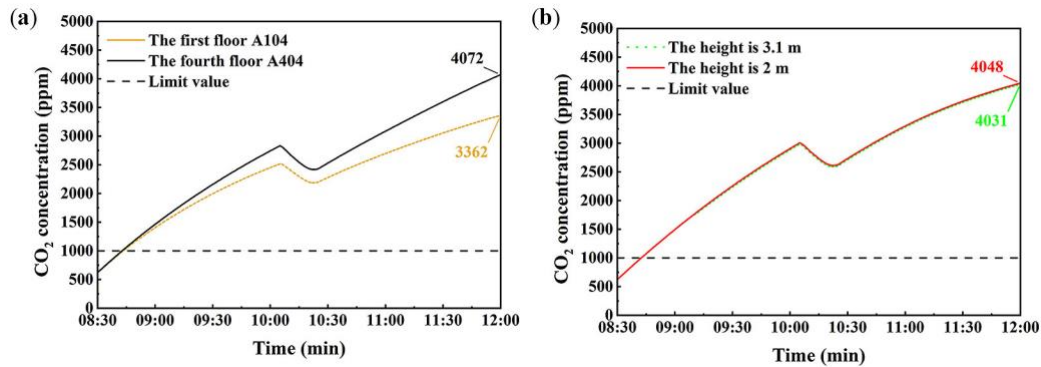 (a)
CO2 concentration (ppm)
5000
4500
4000
3500
3000
2500
2000
1500
1000
500
0
The first floor A104
The fourth floor A404
Limit value
4072
3362
08:30 09:00 09:30 10:00 10:30 11:00 11:30 12:00
Time (min)
(b)
CO2 concentration (ppm)
5000
4500
4000
3500
3000
2500
2000
1500
1000
500
0
The height is 3.1 m
The height is 2 m
Limit value
4048
4031
08:30 09:00 09:30 10:00 10:30 11:00 11:30 12:00
Time (min)